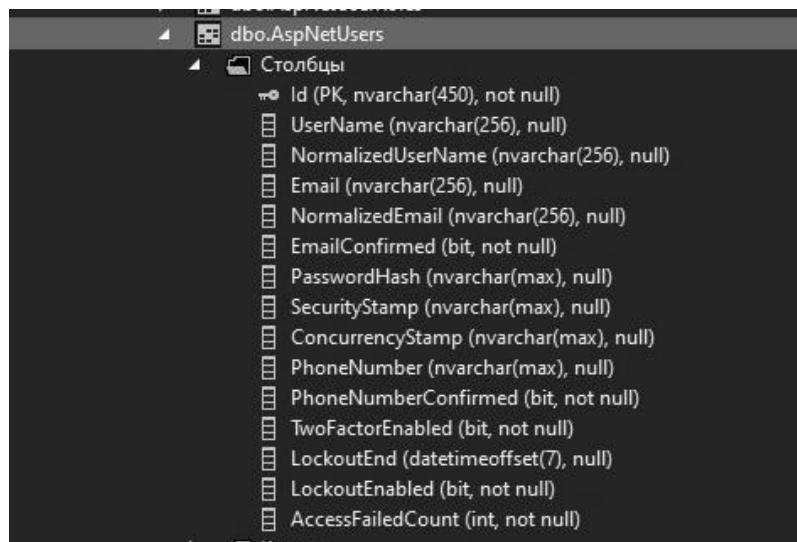 dbo.AspNetUsers
Столбцы
Id (PK, nvarchar(450), not null)
UserName (nvarchar(256), null)
NormalizedUserName (nvarchar(256), null)
Email (nvarchar(256), null)
NormalizedEmail (nvarchar(256), null)
EmailConfirmed (bit, not null)
PasswordHash (nvarchar(max), null)
SecurityStamp (nvarchar(max), null)
ConcurrencyStamp (nvarchar(max), null)
PhoneNumber (nvarchar(max), null)
PhoneNumberConfirmed (bit, not null)
TwoFactorEnabled (bit, not null)
LockoutEnd (datetimeoffset(7), null)
LockoutEnabled (bit, not null)
AccessFailedCount (int, not null)